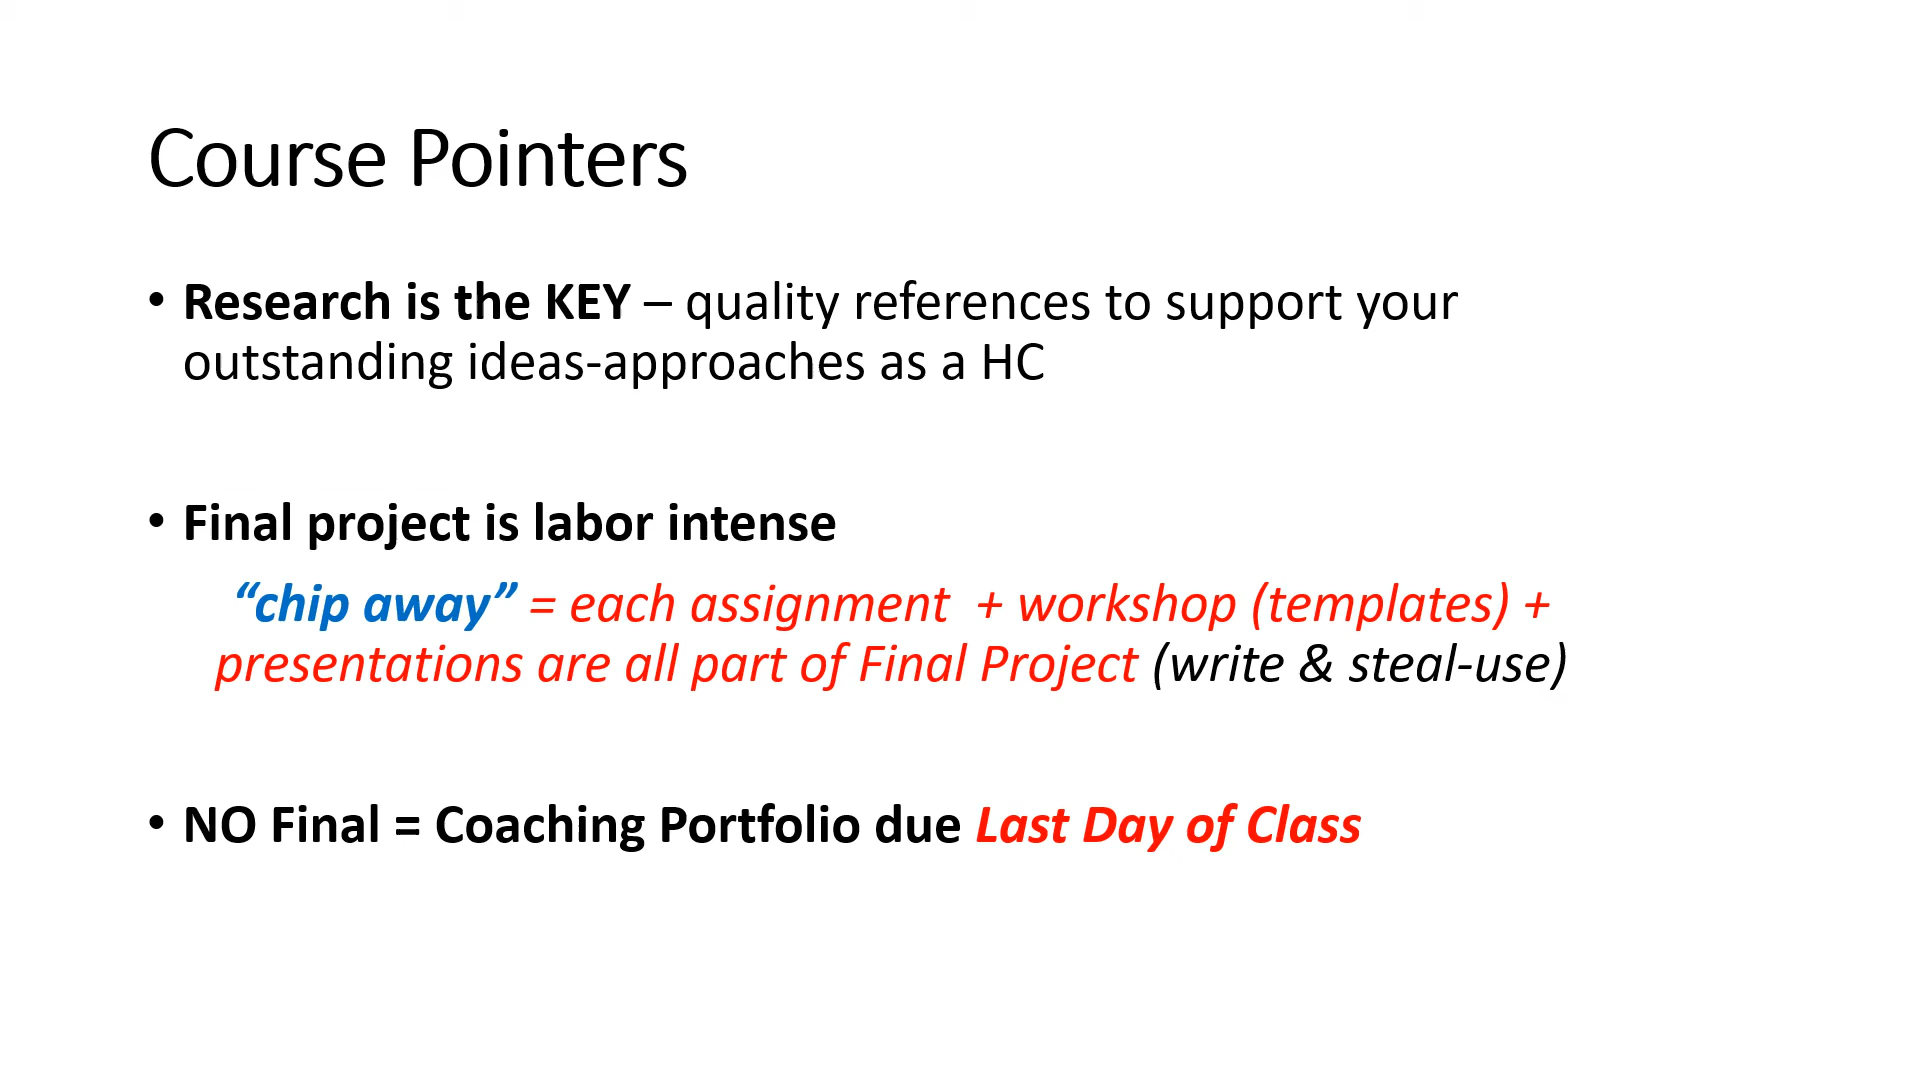 Course Pointers
• Research is the KEY – quality references to support your
outstanding ideas-approaches as a HC
• Final project is labor intense
“chip away” = each assignment + workshop (templates) +
presentations are all part of Final Project (write & steal-use)
• NO Final = Coaching Portfolio due Last Day of Class